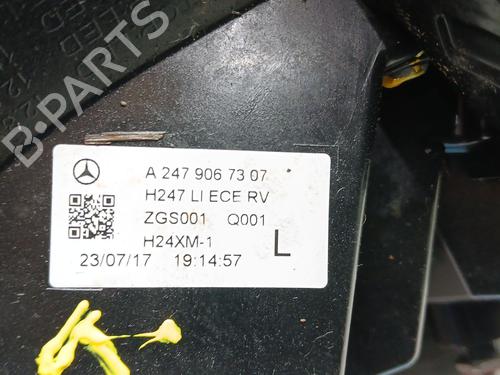 B-PARTS
A 247 906 73 07
H247 LI ECE RV
ZGS001 Q001
H24XM-1
L
23/07/17 19:14:57